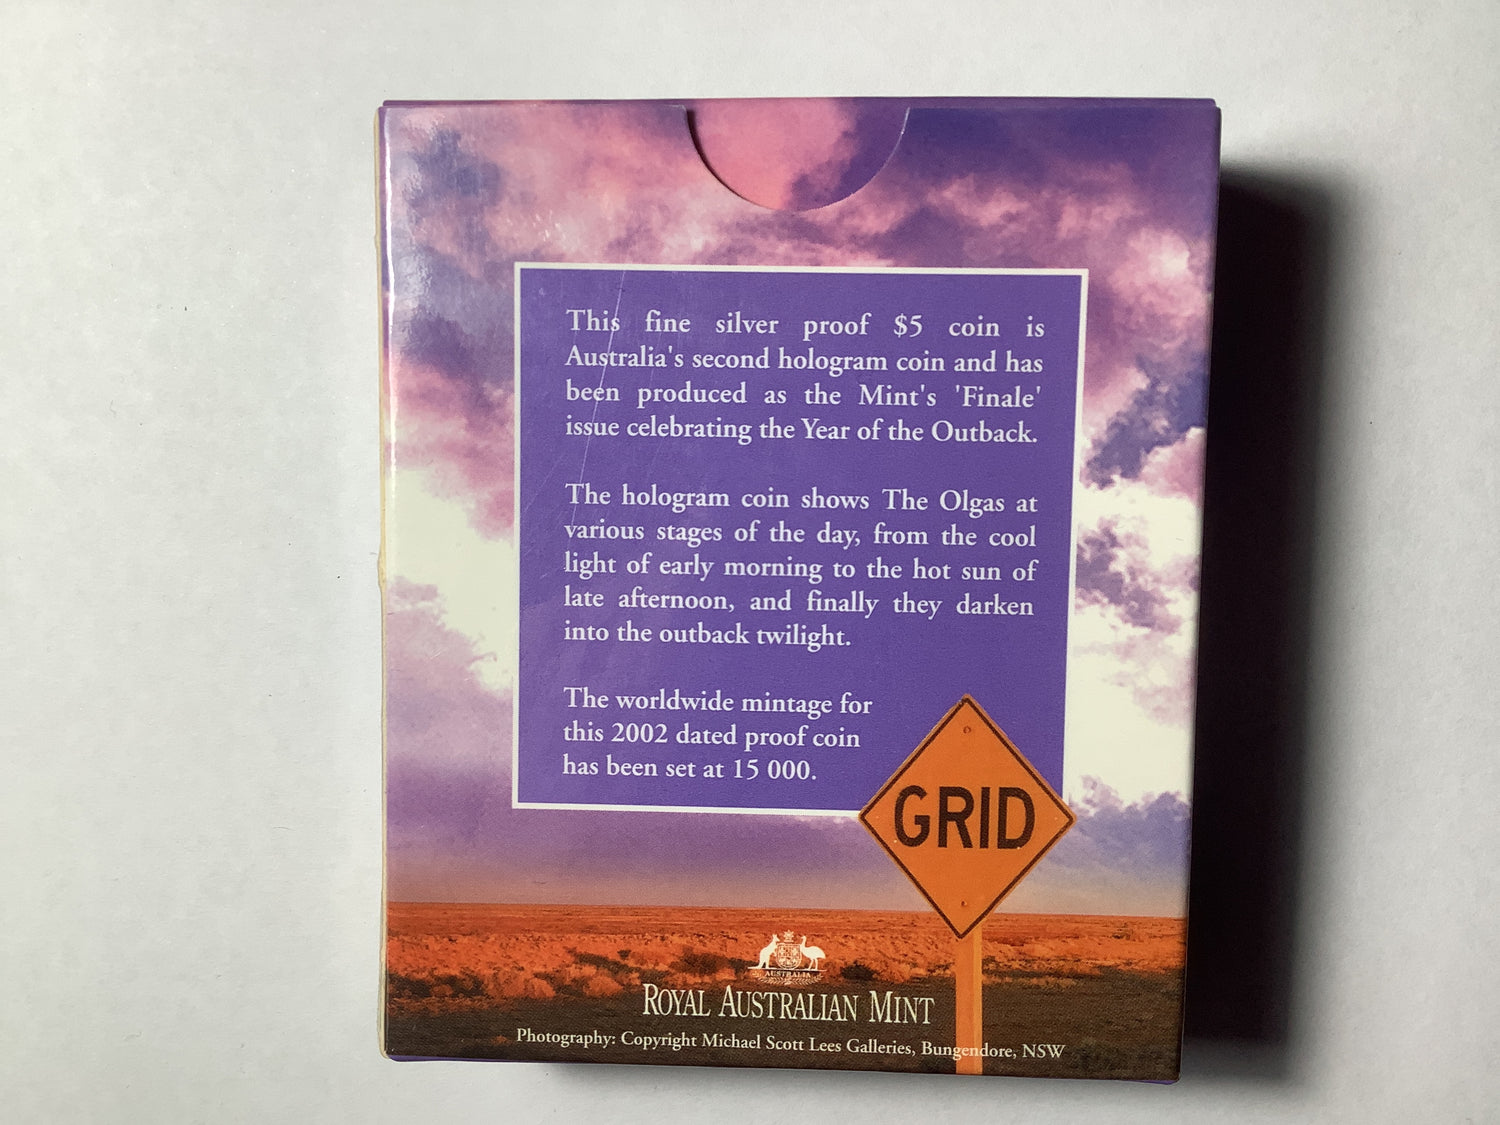 This fine silver proof $5 coin is
Australia's second hologram coin and has
been produced as the Mint's 'Finale'
issue celebrating the Year of the Outback.
The hologram coin shows The Olgas at
various stages of the day, from the cool
light of early morning to the hot sun of
late afternoon, and finally they darken
into the outback twilight.
The worldwide mintage for
this 2002 dated proof coin
has been set at 15 000.
GRID
AUSTRALIA
ROYAL AUSTRALIAN MINT
Photography: Copyright Michael Scott Lees Galleries, Bungendore, NSW